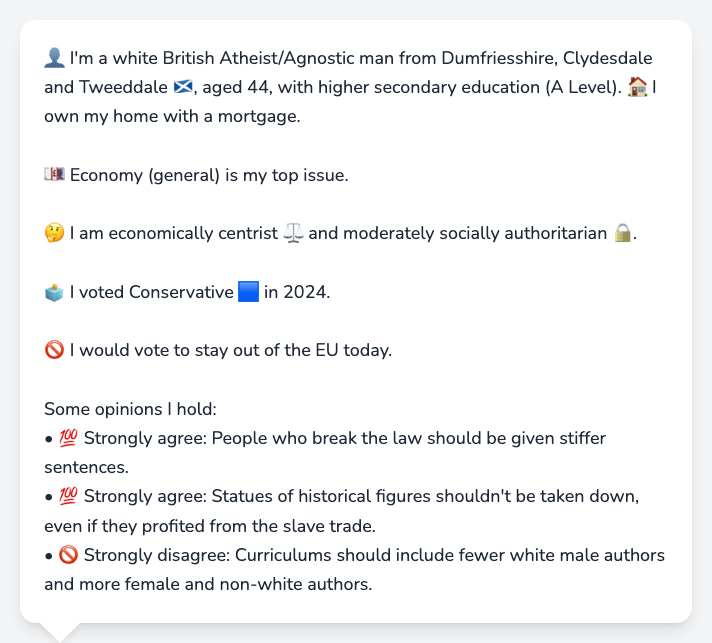 👤 I'm a white British Atheist/Agnostic man from Dumfriesshire, Clydesdale
and Tweeddale 🏴󠁧󠁢󠁳󠁣󠁴󠁿, aged 44, with higher secondary education (A Level). 🏠 I
own my home with a mortgage.
💷 Economy (general) is my top issue.
🤔 I am economically centrist ⚖️ and moderately socially authoritarian 🔒.
🗳️ I voted Conservative 🟦 in 2024.
🚫 I would vote to stay out of the EU today.
Some opinions I hold:
• 💯 Strongly agree: People who break the law should be given stiffer
sentences.
• 💯 Strongly agree: Statues of historical figures shouldn't be taken down,
even if they profited from the slave trade.
• 🚫 Strongly disagree: Curriculums should include fewer white male authors
and more female and non-white authors.